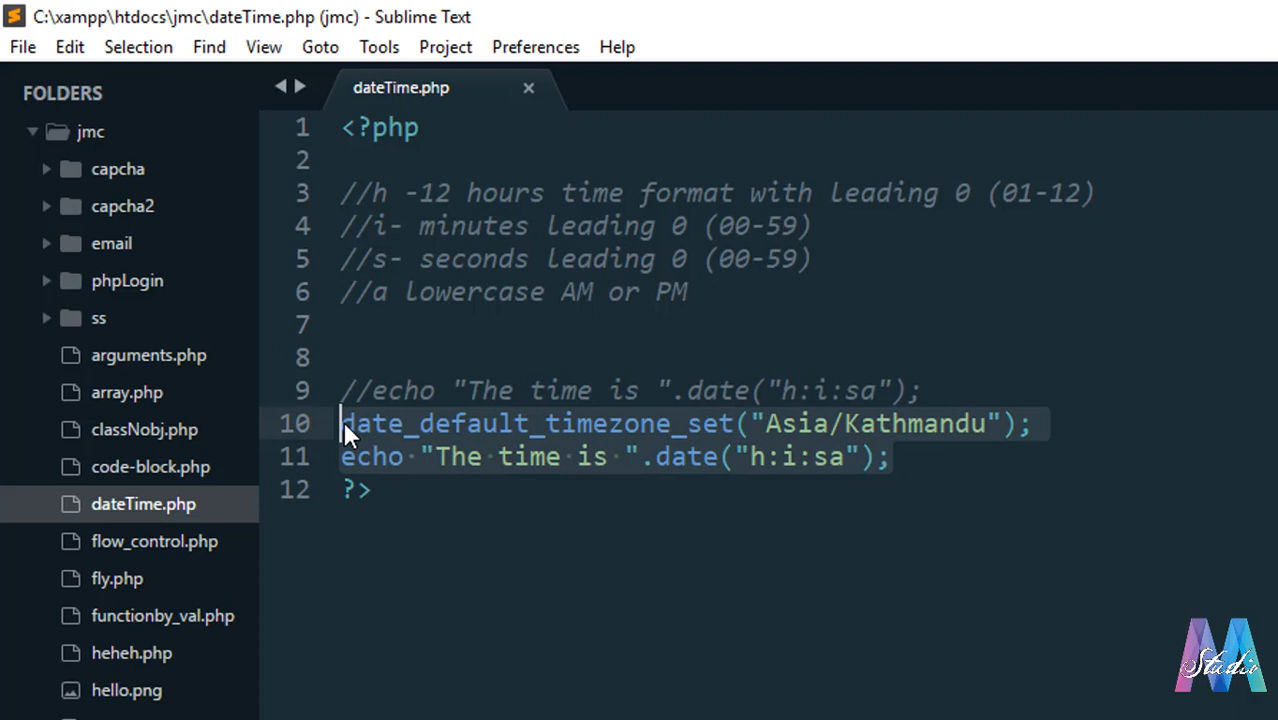 C:\xampp\htdocs\jmc\dateTime.php (jmc) - Sublime Text
File Edit Selection Find View Goto Tools Project Preferences Help
FOLDERS
jmc
capcha
capcha2
email
phpLogin
ss
arguments.php
array.php
classNobj.php
code-block.php
dateTime.php
flow_control.php
fly.php
functionby_val.php
heheh.php
hello.png
dateTime.php ×
1 <?php
2
3 //h -12 hours time format with leading 0 (01-12)
4 //i- minutes leading 0 (00-59)
5 //s- seconds leading 0 (00-59)
6 //a lowercase AM or PM
7
8
9 //echo "The time is ".date("h:i:sa");
10 date_default_timezone_set("Asia/Kathmandu");
11 echo "The time is ".date("h:i:sa");
12 ?>
MA
Studio